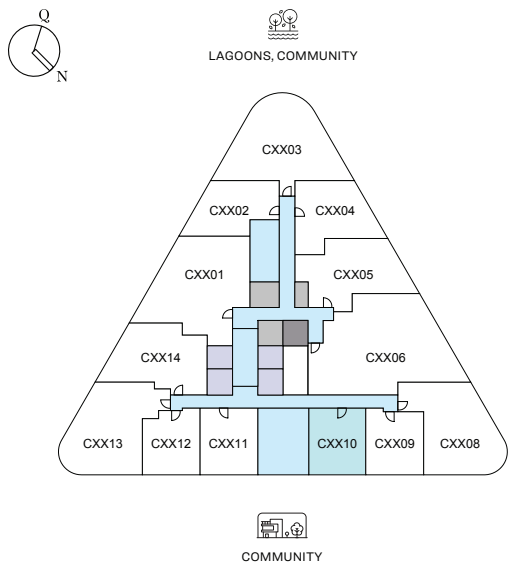 Q
N
LAGOONS, COMMUNITY
CXX03
CXX02
CXX04
CXX01
CXX05
CXX14
CXX06
CXX13
CXX12
CXX11
CXX10
CXX09
CXX08
COMMUNITY